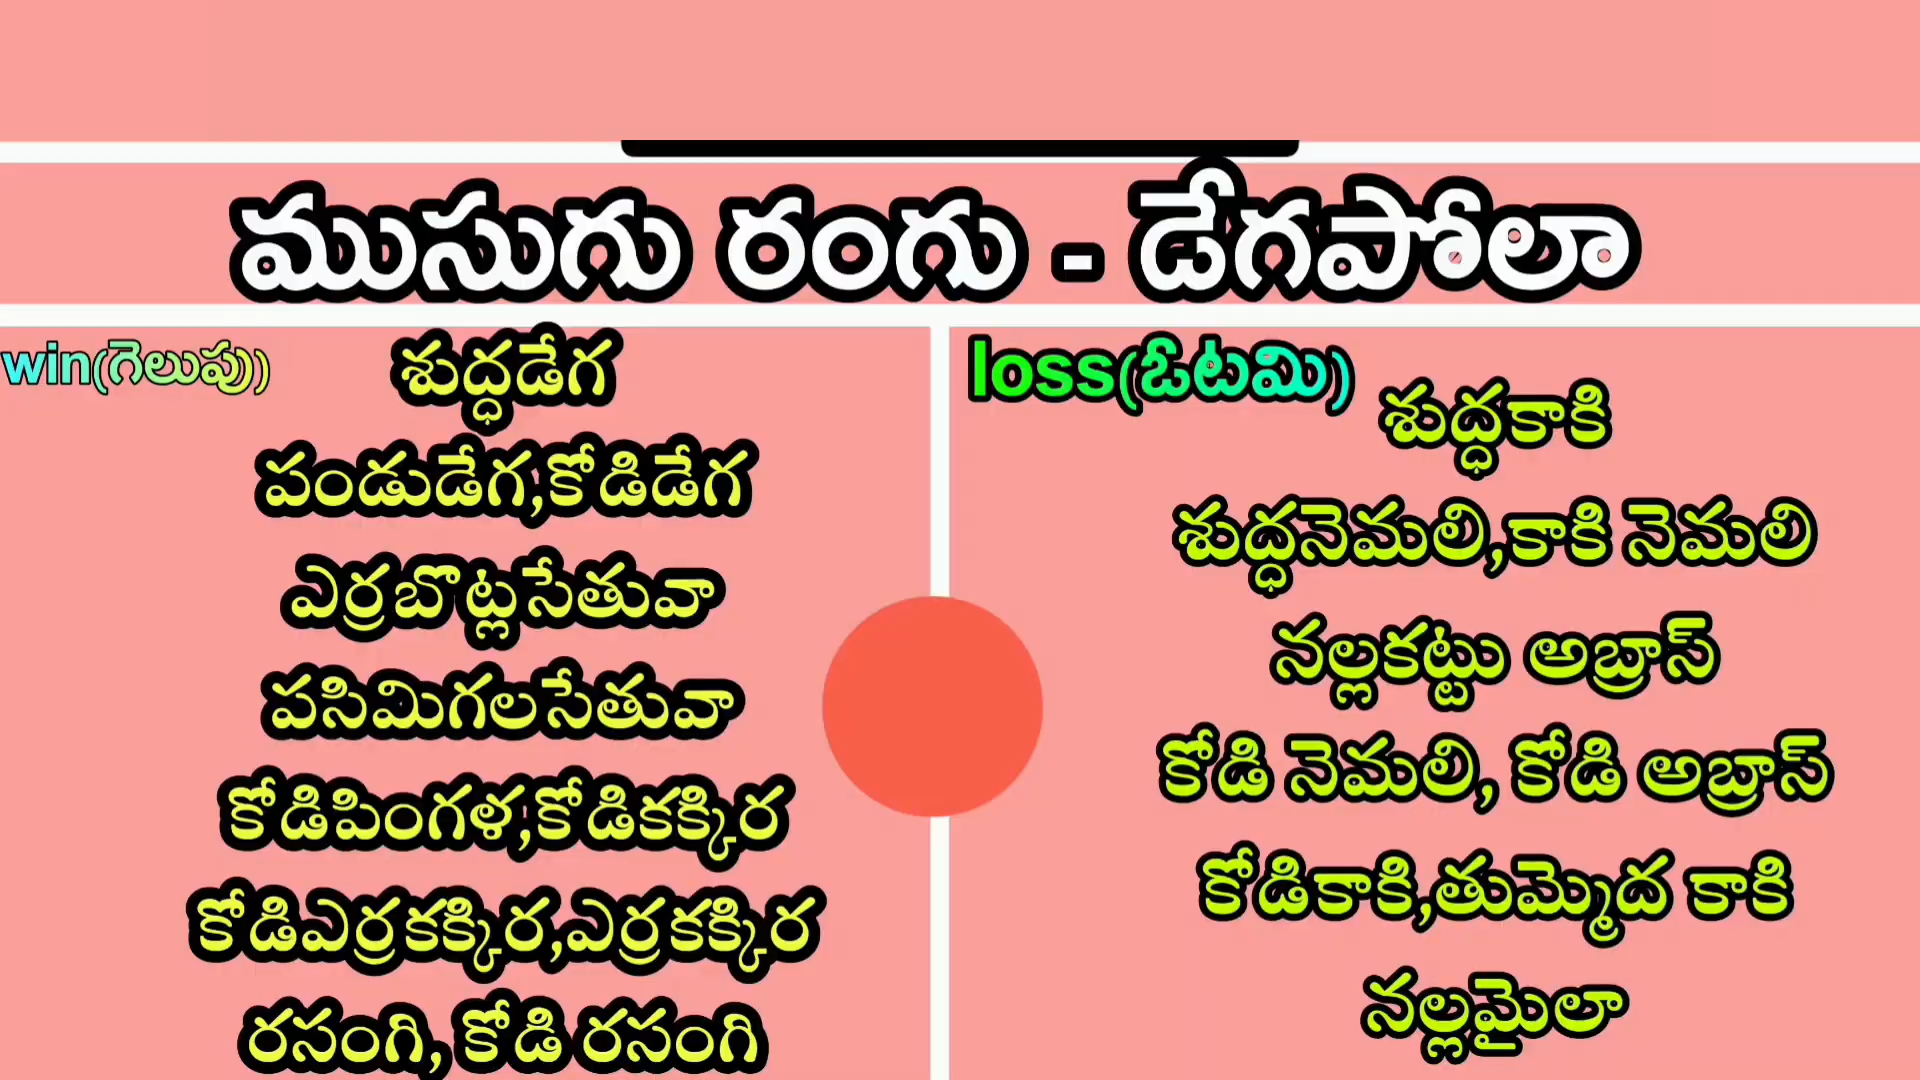 ముసుగు రంగు - డేగపోలా
win(గెలుపు)
శుద్ధడేగ
పండుడేగ,కోడిడేగ
ఎర్రబొట్లసేతువా
పసిమిగలసేతువా
కోడిపింగళ,కోడికక్కిర
కోడిఎర్రకక్కిర,ఎర్రకక్కిర
రసంగి, కోడి రసంగి
loss(ఓటమి)
శుద్ధకాకి
శుద్ధనెమలి,కాకి నెమలి
నల్లకట్టు అబ్రాస్
కోడి నెమలి, కోడి అబ్రాస్
కోడికాకి,తుమ్మెద కాకి
నల్లమైలా